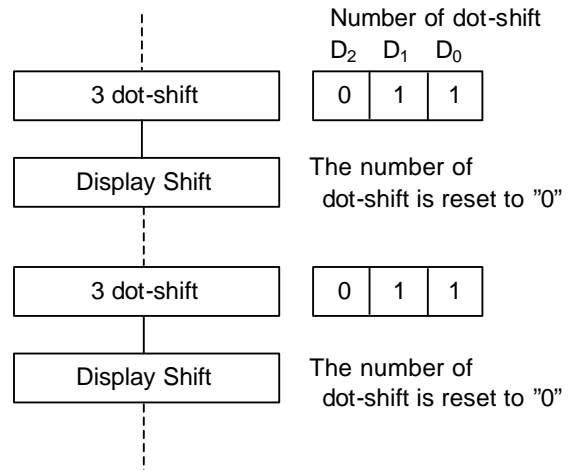 Number of dot-shift
D₂ D₁ D₀
3 dot-shift 0 1 1
Display Shift
The number of
dot-shift is reset to ”0”
3 dot-shift 0 1 1
Display Shift
The number of
dot-shift is reset to ”0”